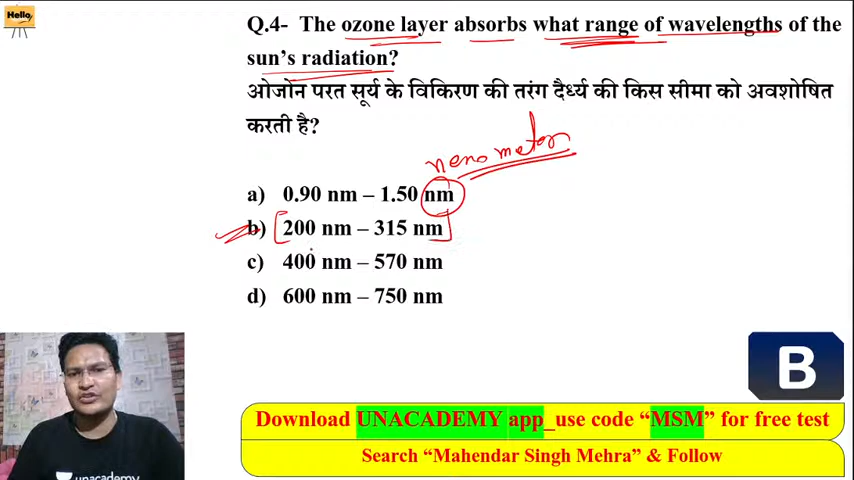 Hello
Q.4- The ozone layer absorbs what range of wavelengths of the
sun's radiation?
ओजोन परत सूर्य के विकिरण की तरंग दैर्ध्य की किस सीमा को अवशोषित
करती है?
neno meter
a) 0.90 nm – 1.50 nm
b) 200 nm – 315 nm
c) 400 nm – 570 nm
d) 600 nm – 750 nm
B
Download UNACADEMY app_use code “MSM” for free test
Search “Mahendar Singh Mehra” & Follow
unacademy